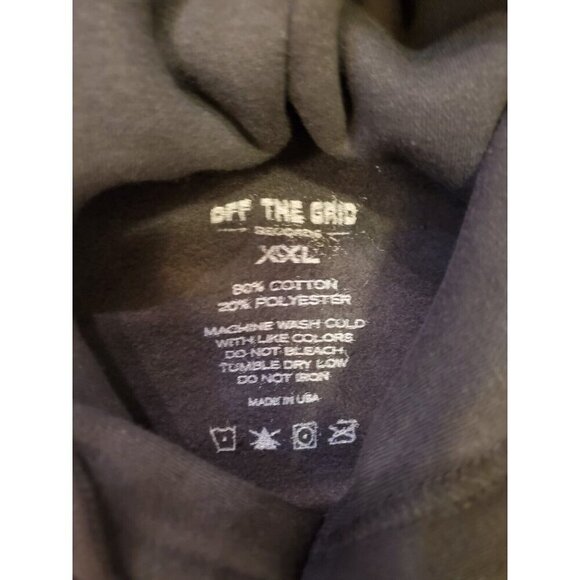 OFF THE GRID
RECORDS
XXL
80% COTTON
20% POLYESTER
MACHINE WASH COLD
WITH LIKE COLORS
DO NOT BLEACH
TUMBLE DRY LOW
DO NOT IRON
MADE IN USA